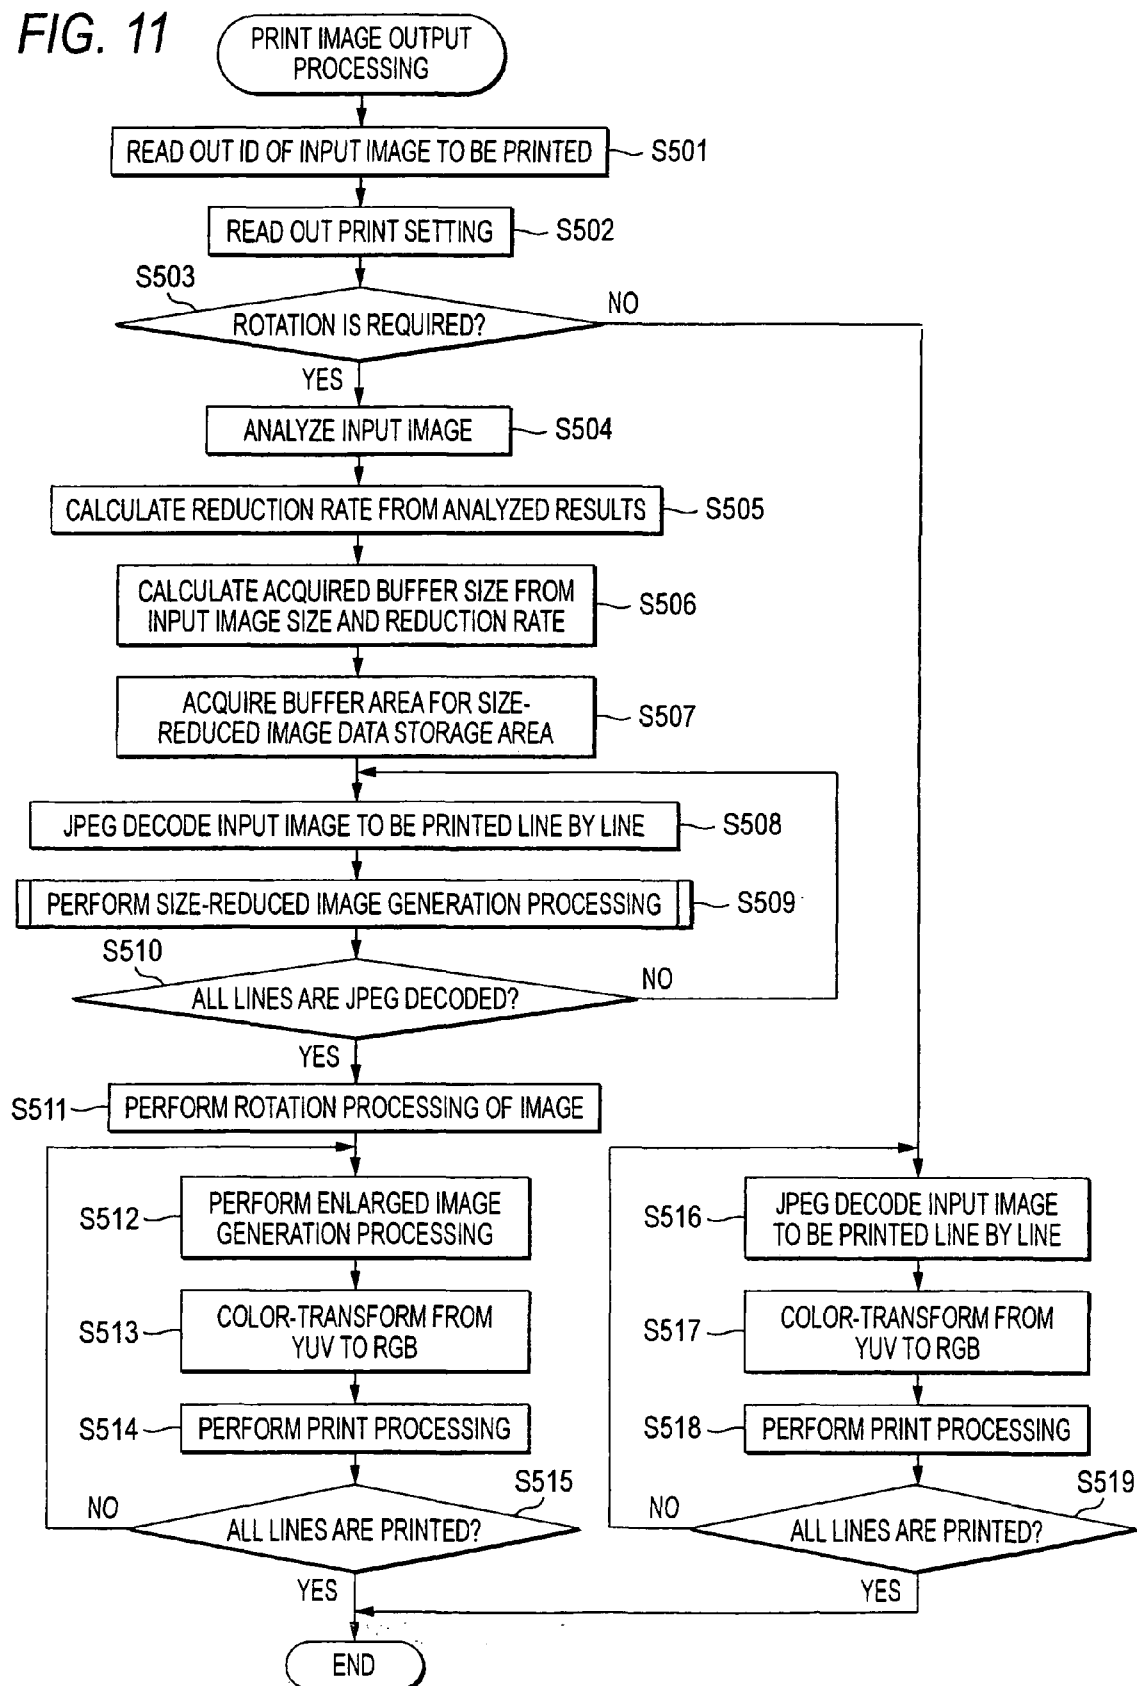 FIG. 11
PRINT IMAGE OUTPUT
PROCESSING
READ OUT ID OF INPUT IMAGE TO BE PRINTED
S501
READ OUT PRINT SETTING
S502
S503
ROTATION IS REQUIRED?
NO
YES
ANALYZE INPUT IMAGE
S504
CALCULATE REDUCTION RATE FROM ANALYZED RESULTS
S505
CALCULATE ACQUIRED BUFFER SIZE FROM
INPUT IMAGE SIZE AND REDUCTION RATE
S506
ACQUIRE BUFFER AREA FOR SIZE-
REDUCED IMAGE DATA STORAGE AREA
S507
JPEG DECODE INPUT IMAGE TO BE PRINTED LINE BY LINE
S508
PERFORM SIZE-REDUCED IMAGE GENERATION PROCESSING
S509
S510
ALL LINES ARE JPEG DECODED?
NO
YES
S511
PERFORM ROTATION PROCESSING OF IMAGE
S512
PERFORM ENLARGED IMAGE
GENERATION PROCESSING
S513
COLOR-TRANSFORM FROM
YUV TO RGB
S514
PERFORM PRINT PROCESSING
S515
NO
ALL LINES ARE PRINTED?
YES
S516
JPEG DECODE INPUT IMAGE
TO BE PRINTED LINE BY LINE
S517
COLOR-TRANSFORM FROM
YUV TO RGB
S518
PERFORM PRINT PROCESSING
S519
NO
ALL LINES ARE PRINTED?
YES
END